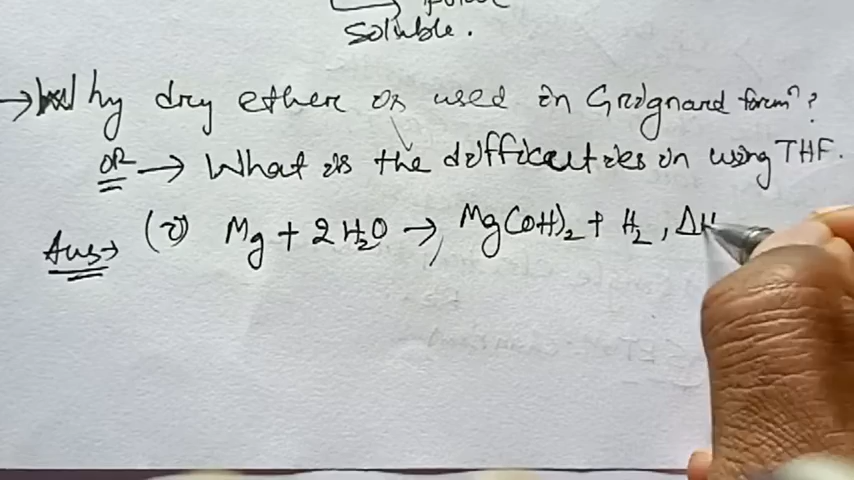 soluble.
→ Why dry ether is used in Grignard formⁿ?
OR → What is the difficulties in using THF.
Ans→ (i) Mg + 2H₂O → Mg(OH)₂ + H₂, ΔH